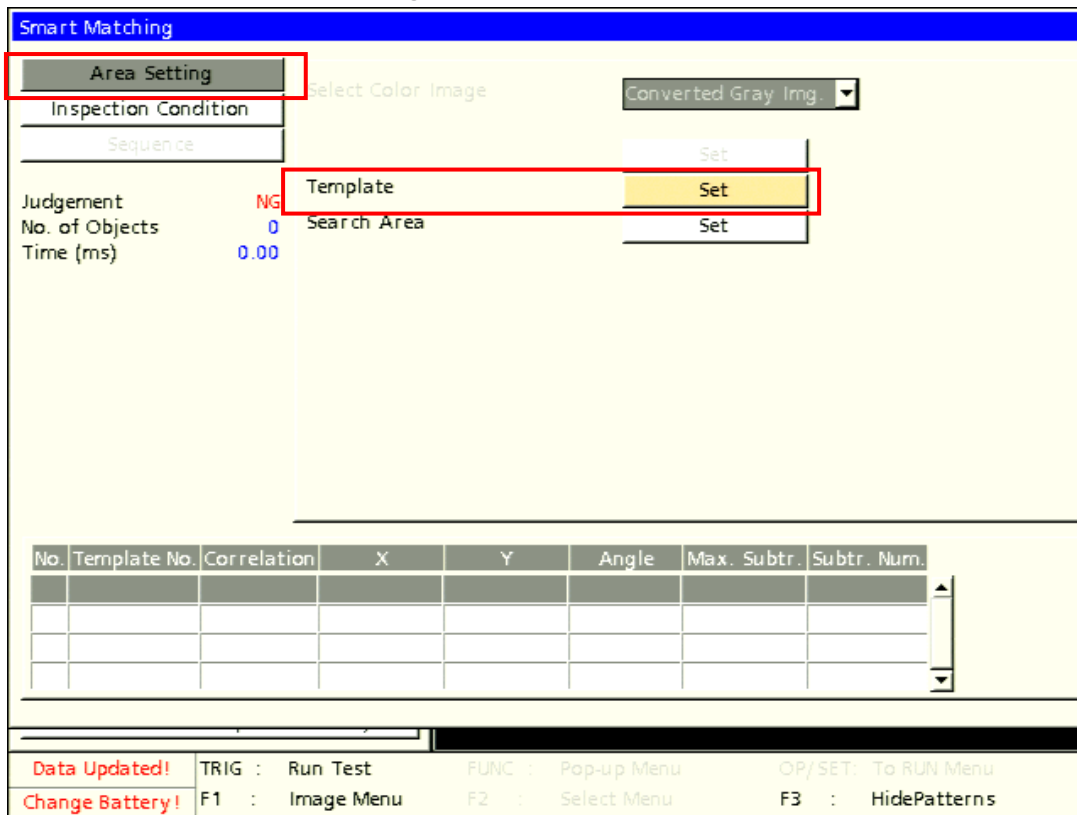 Smart Matching
Area Setting
Select Color Image Converted Gray Img.
Inspection Condition
Sequence
Set
Template Set
Judgement NG
No. of Objects 0
Search Area Set
Time (ms) 0.00
No. Template No. Correlation X Y Angle Max. Subtr. Subtr. Num.
Data Updated! TRIG : Run Test FUNC : Pop-up Menu OP/SET: To RUN Menu
Change Battery! F1 : Image Menu F2 : Select Menu F3 : HidePatterns